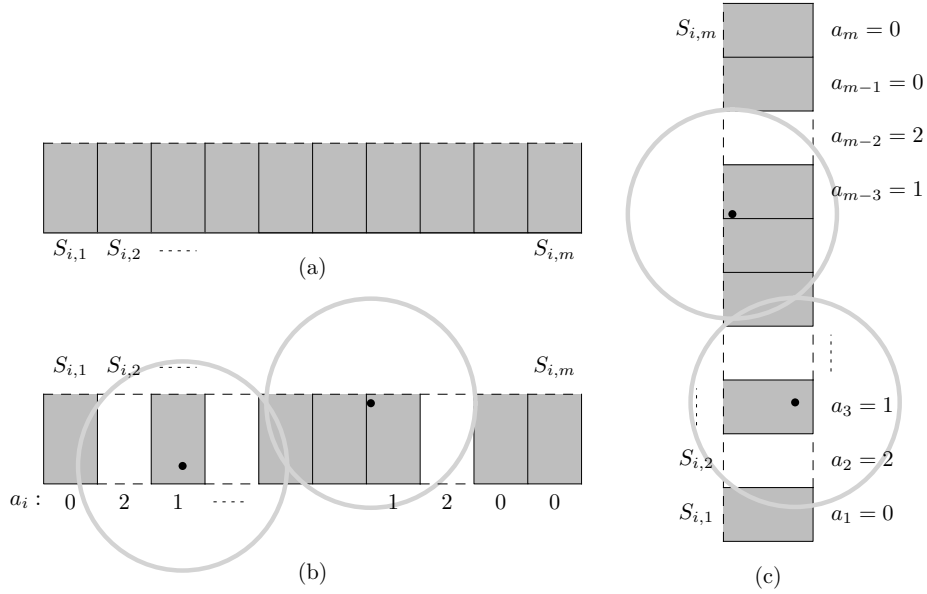 S_{i,1} S_{i,2} ...... S_{i,m}
(a)
S_{i,1} S_{i,2} ...... S_{i,m}
a_i : 0 2 1 ..... 1 2 0 0
(b)
S_{i,m} a_m = 0
a_{m−1} = 0
a_{m−2} = 2
a_{m−3} = 1
a_3 = 1
S_{i,2} a_2 = 2
S_{i,1} a_1 = 0
(c)